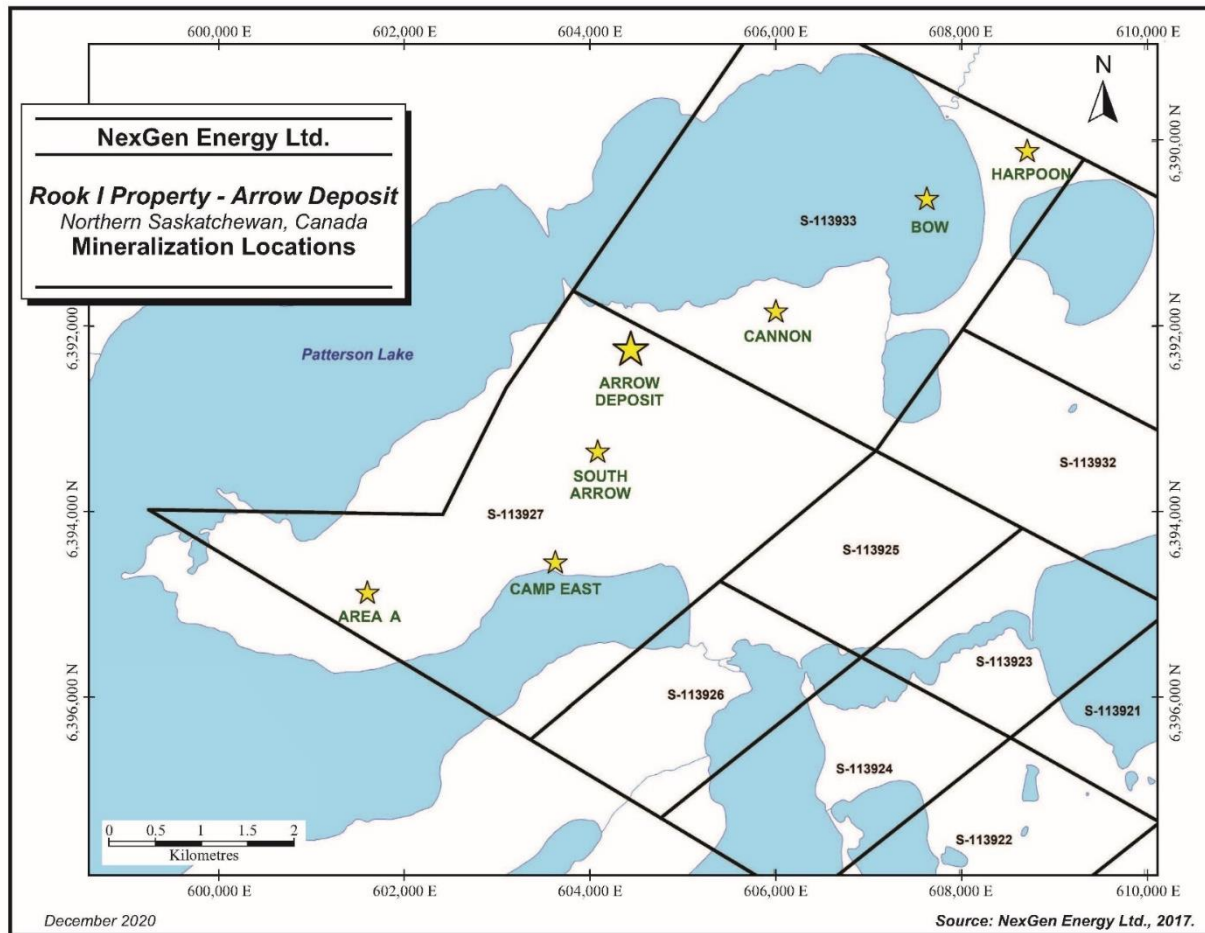 600,000 E
602,000 E
604,000 E
606,000 E
608,000 E
610,000 E
N
NexGen Energy Ltd.
Rook I Property - Arrow Deposit
Northern Saskatchewan, Canada
Mineralization Locations
6,390,000 N
6,390,000 N
HARPOON
S-113933
BOW
6,392,000 N
6,392,000 N
Patterson Lake
CANNON
ARROW
DEPOSIT
S-113932
SOUTH
ARROW
6,394,000 N
6,394,000 N
S-113927
S-113925
CAMP EAST
AREA A
S-113923
S-113926
6,396,000 N
6,396,000 N
S-113921
S-113924
S-113922
0 0.5 1 2
Kilometres
600,000 E
602,000 E
604,000 E
606,000 E
608,000 E
610,000 E
December 2020
Source: NexGen Energy Ltd., 2017.